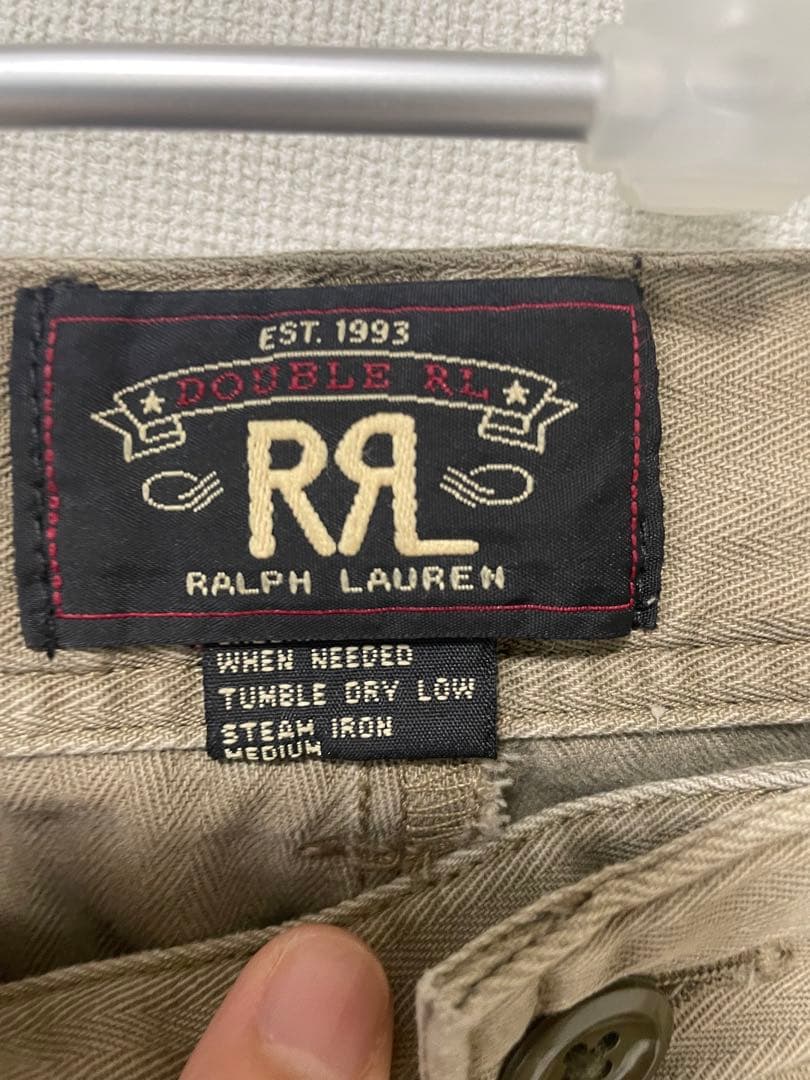 EST. 1993
DOUBLE RL
RRL
RALPH LAUREN
WHEN NEEDED
TUMBLE DRY LOW
STEAM IRON
MEDIUM